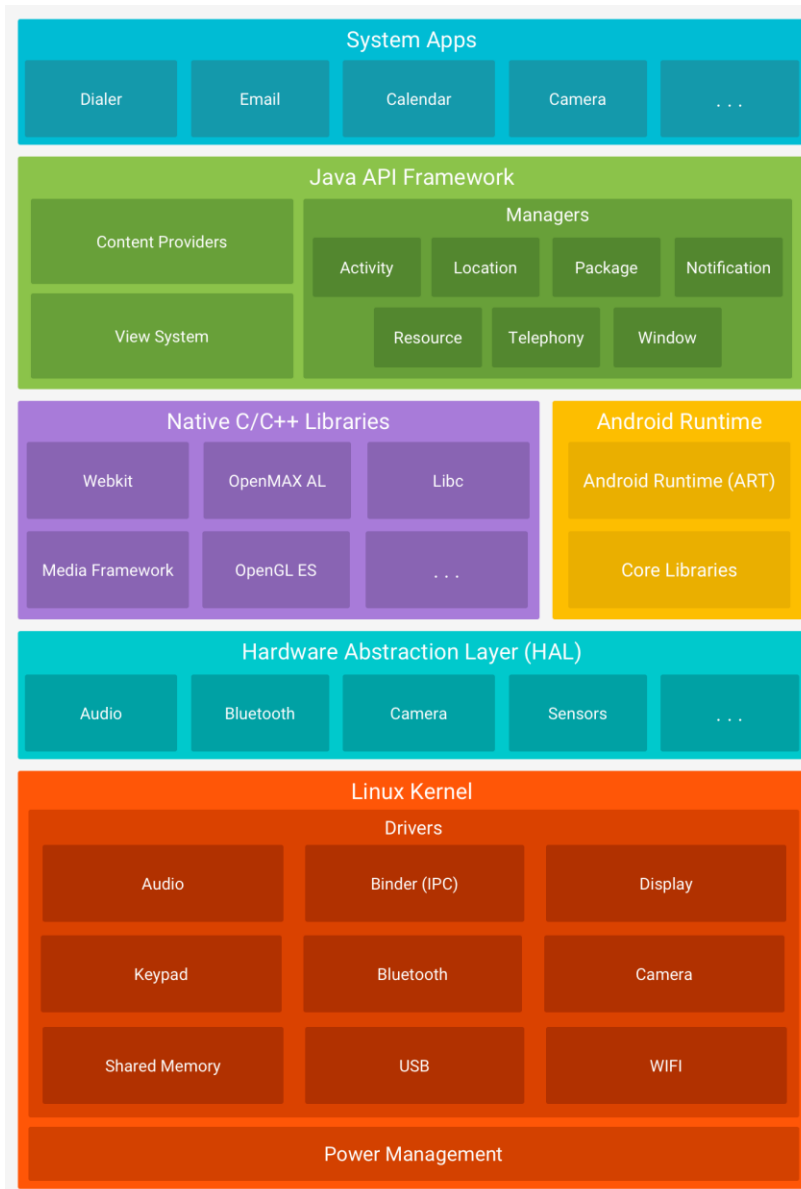 System Apps
Dialer
Email
Calendar
Camera
. . .
Java API Framework
Content Providers
View System
Managers
Activity
Location
Package
Notification
Resource
Telephony
Window
Native C/C++ Libraries
Webkit
OpenMAX AL
Libc
Media Framework
OpenGL ES
. . .
Android Runtime
Android Runtime (ART)
Core Libraries
Hardware Abstraction Layer (HAL)
Audio
Bluetooth
Camera
Sensors
. . .
Linux Kernel
Drivers
Audio
Binder (IPC)
Display
Keypad
Bluetooth
Camera
Shared Memory
USB
WIFI
Power Management